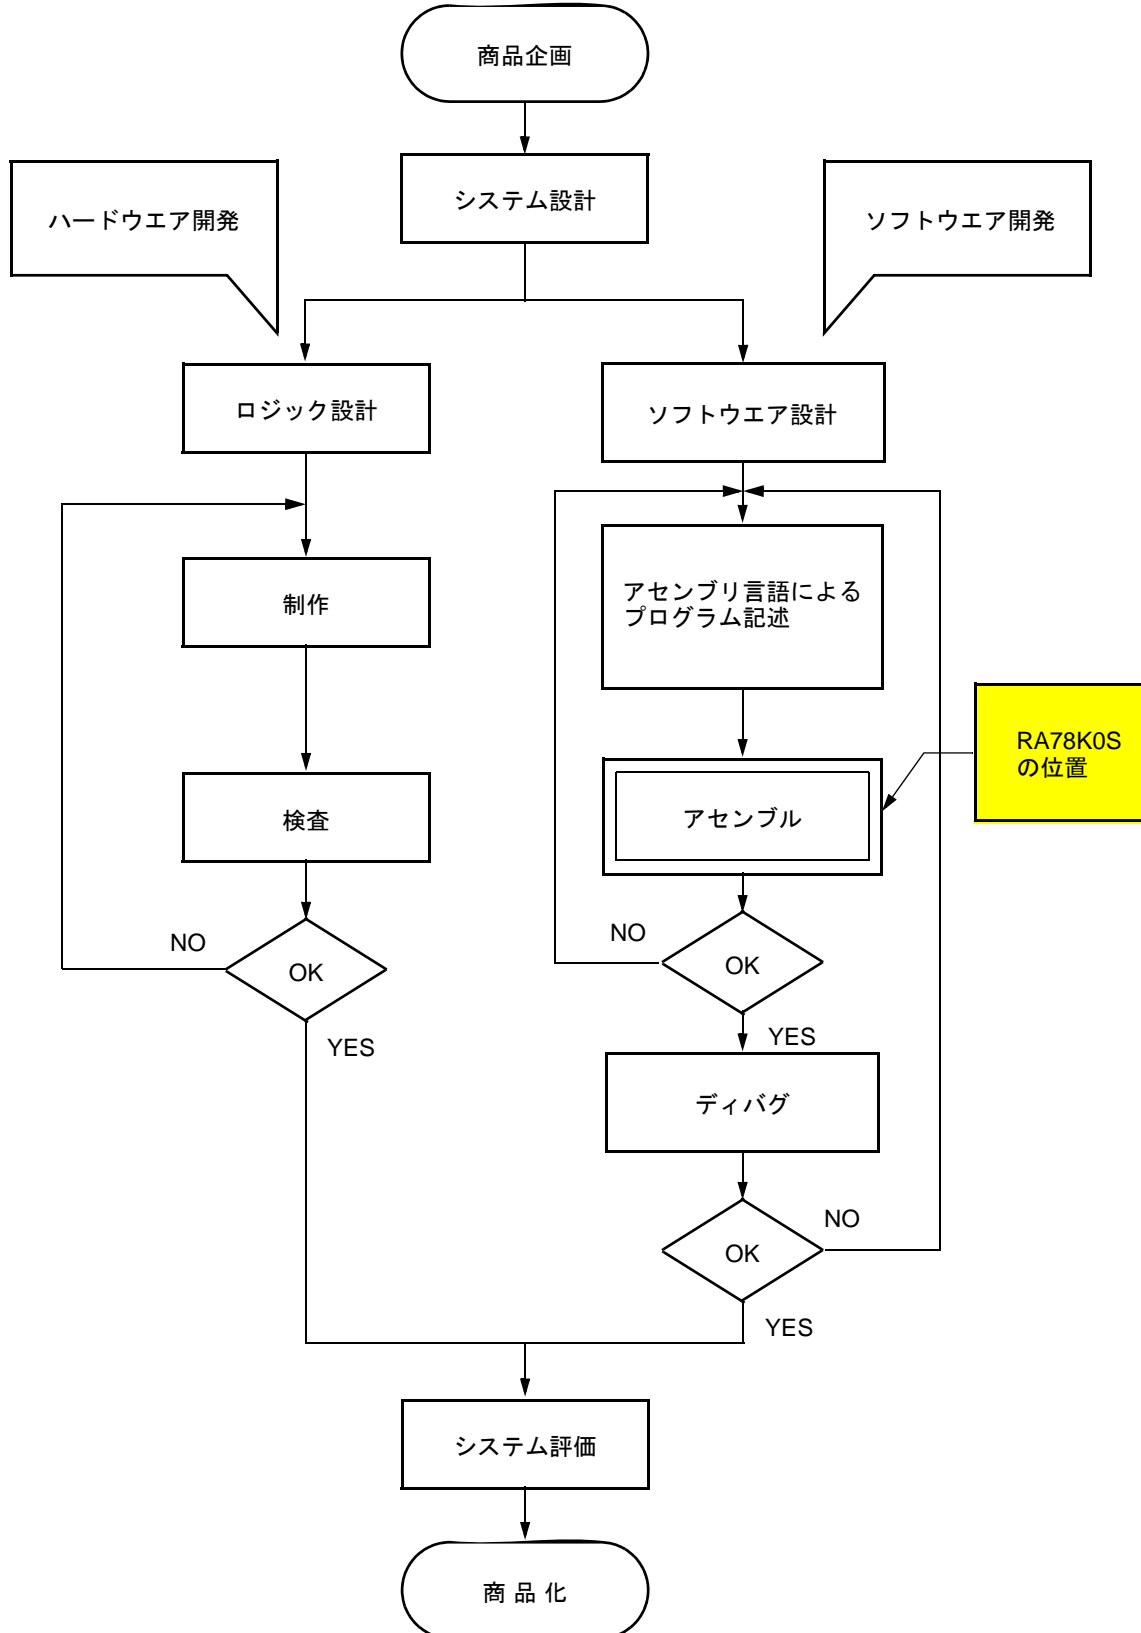 商品企画
システム設計
ハードウエア開発
ソフトウエア開発
ロジック設計
ソフトウエア設計
制作
アセンブリ言語による
プログラム記述
RA78K0S
の位置
検査
アセンブル
NO
OK
YES
NO
OK
YES
ディバグ
NO
OK
YES
システム評価
商 品 化